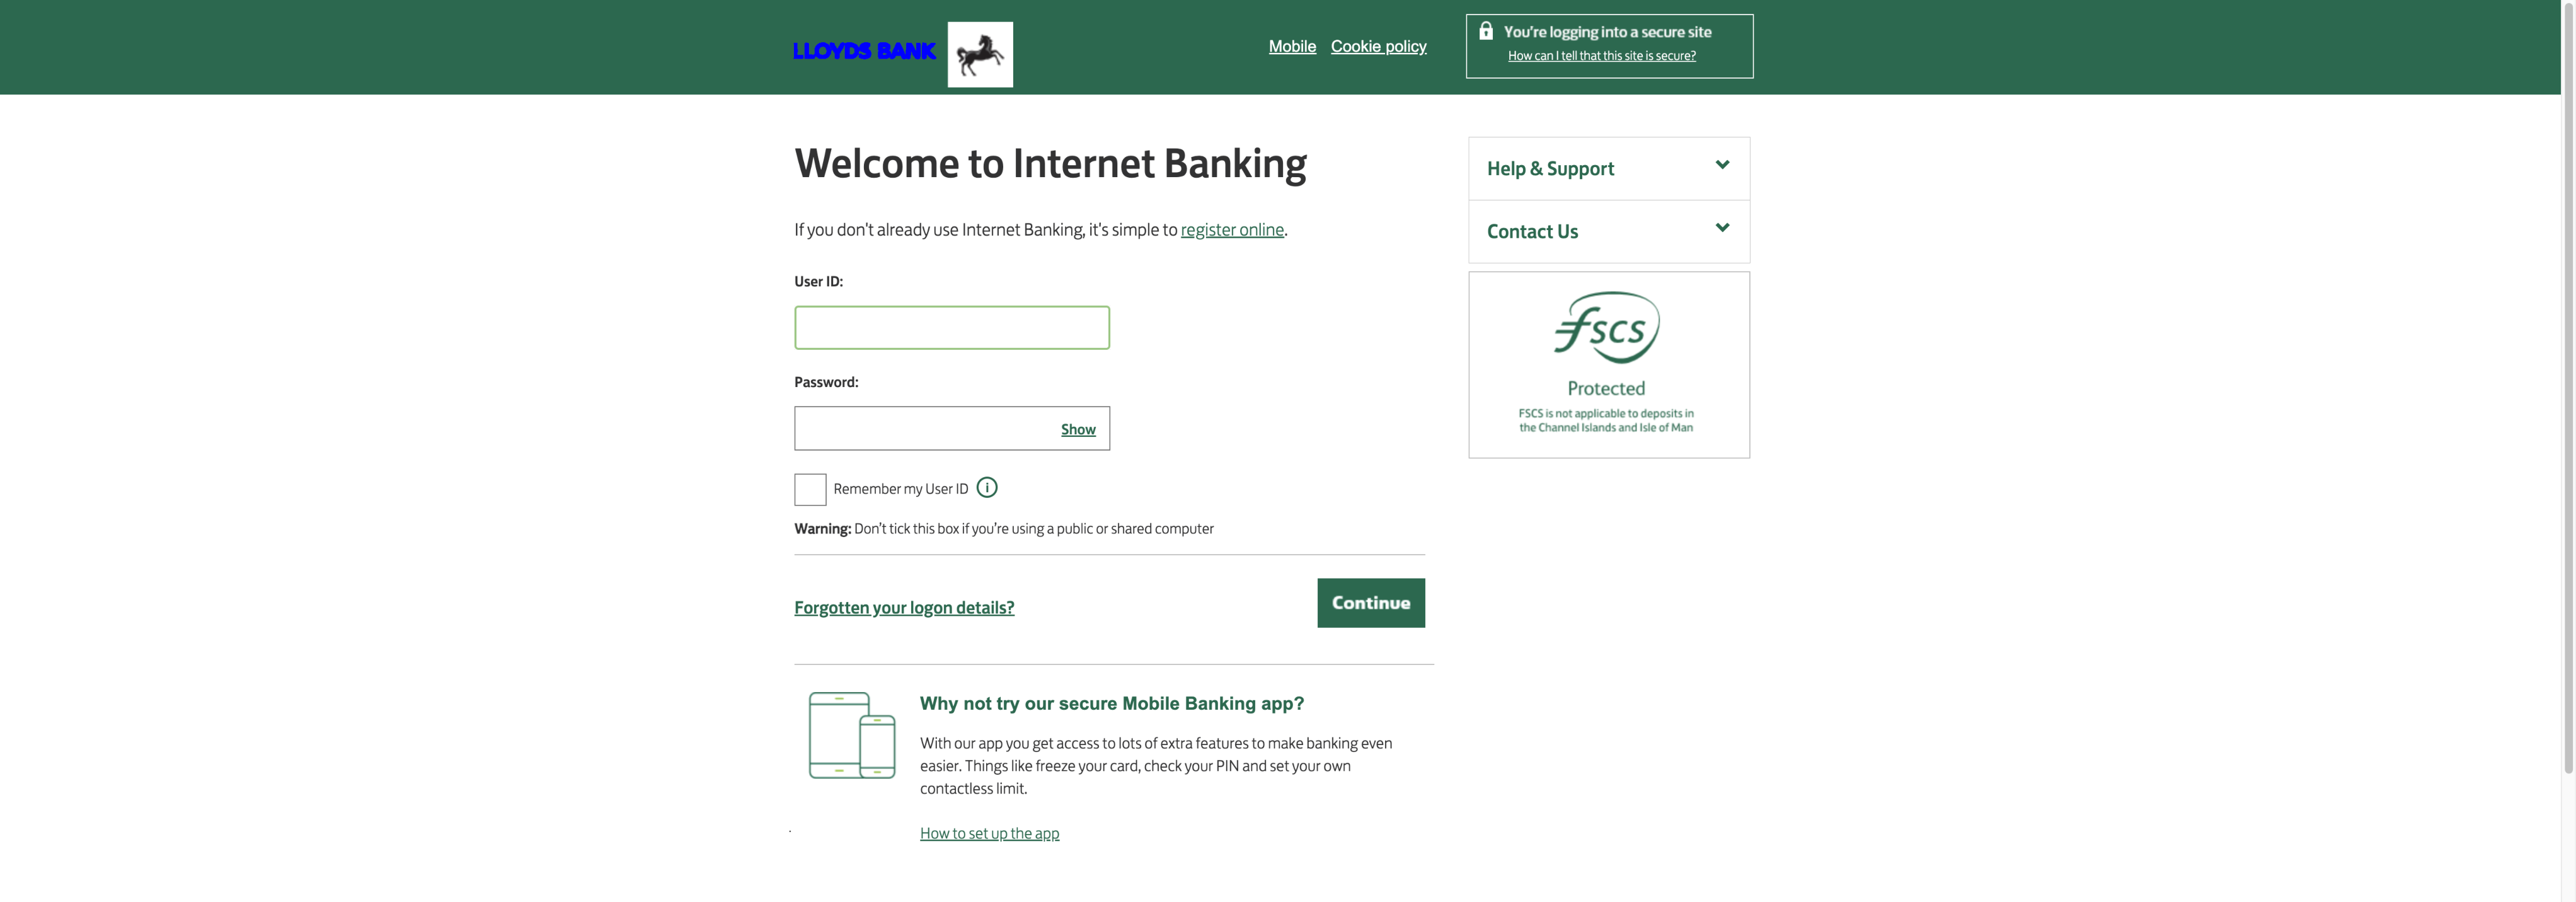 LLOYDS BANK
Mobile Cookie policy
You're logging into a secure site
How can I tell that this site is secure?
Welcome to Internet Banking
If you don't already use Internet Banking, it's simple to register online.
User ID:
Password:
Show
Remember my User ID
Warning: Don't tick this box if you're using a public or shared computer
Forgotten your logon details?
Continue
Why not try our secure Mobile Banking app?
With our app you get access to lots of extra features to make banking even
easier. Things like freeze your card, check your PIN and set your own
contactless limit.
How to set up the app
Help & Support
Contact Us
fscs
Protected
FSCS is not applicable to deposits in
the Channel Islands and Isle of Man